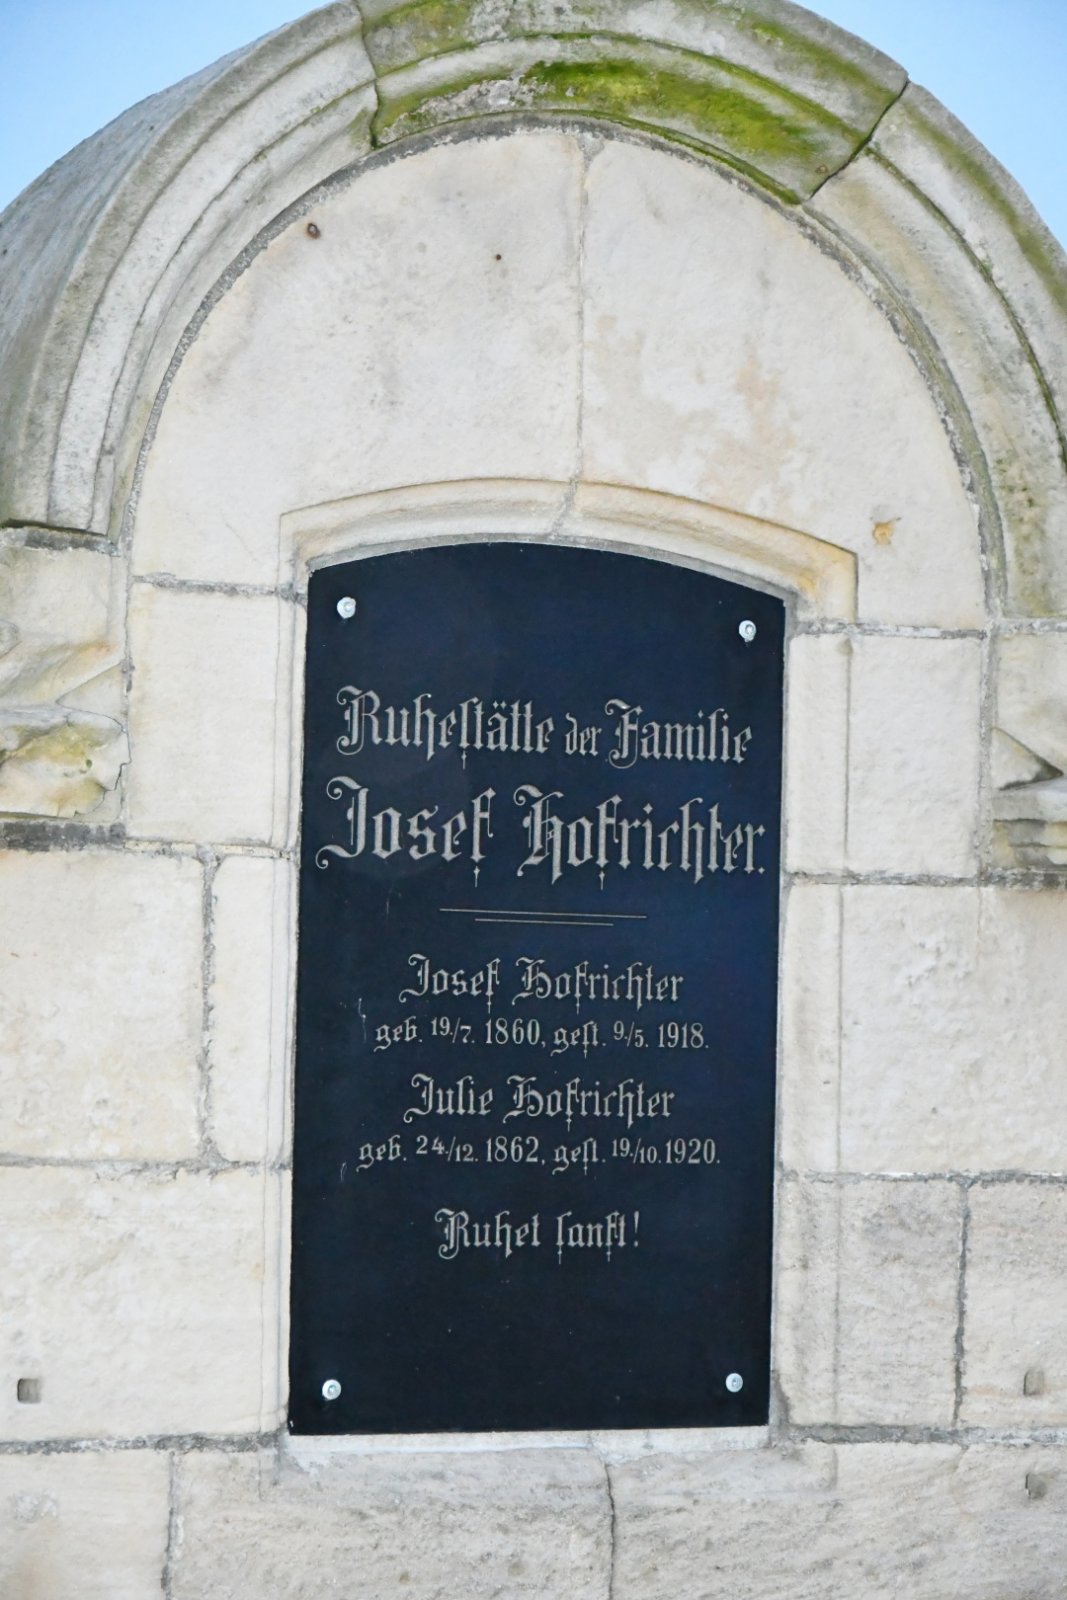 Ruhestätte der Familie
Josef Hofrichter.
Josef Hofrichter
geb. 19./7. 1860, gest. 9./5. 1918.
Julie Hofrichter
geb. 24./12. 1862, gest. 19./10. 1920.
Ruhet sanft!